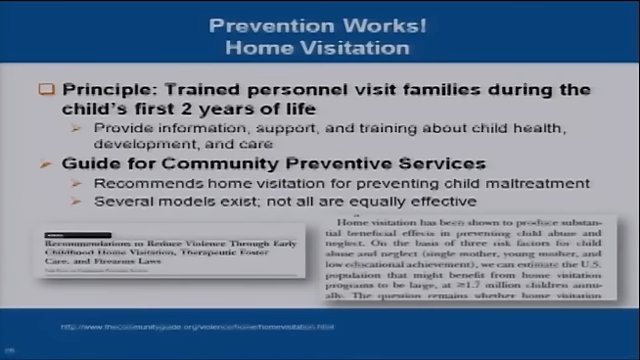 Prevention Works!
Home Visitation
Principle: Trained personnel visit families during the
child's first 2 years of life
Provide information, support, and training about child health,
development, and care
Guide for Community Preventive Services
Recommends home visitation for preventing child maltreatment
Several models exist; not all are equally effective
Recommendations to Reduce Violence Through Early
Childhood Home Visitation, Therapeutic Foster
Care, and Firearms Laws
Home visitation has been shown to produce substan-
tial beneficial effects in preventing child abuse and
neglect. On the basis of three risk factors for child
abuse and neglect (single mother, young mother, and
low educational achievement), we can estimate the U.S.
population that might benefit from home visitation
programs to be large, at ≥1.7 million children annu-
ally. The question remains whether home visitation
http://www.thecommunityguide.org/violence/home/homevisitation.html